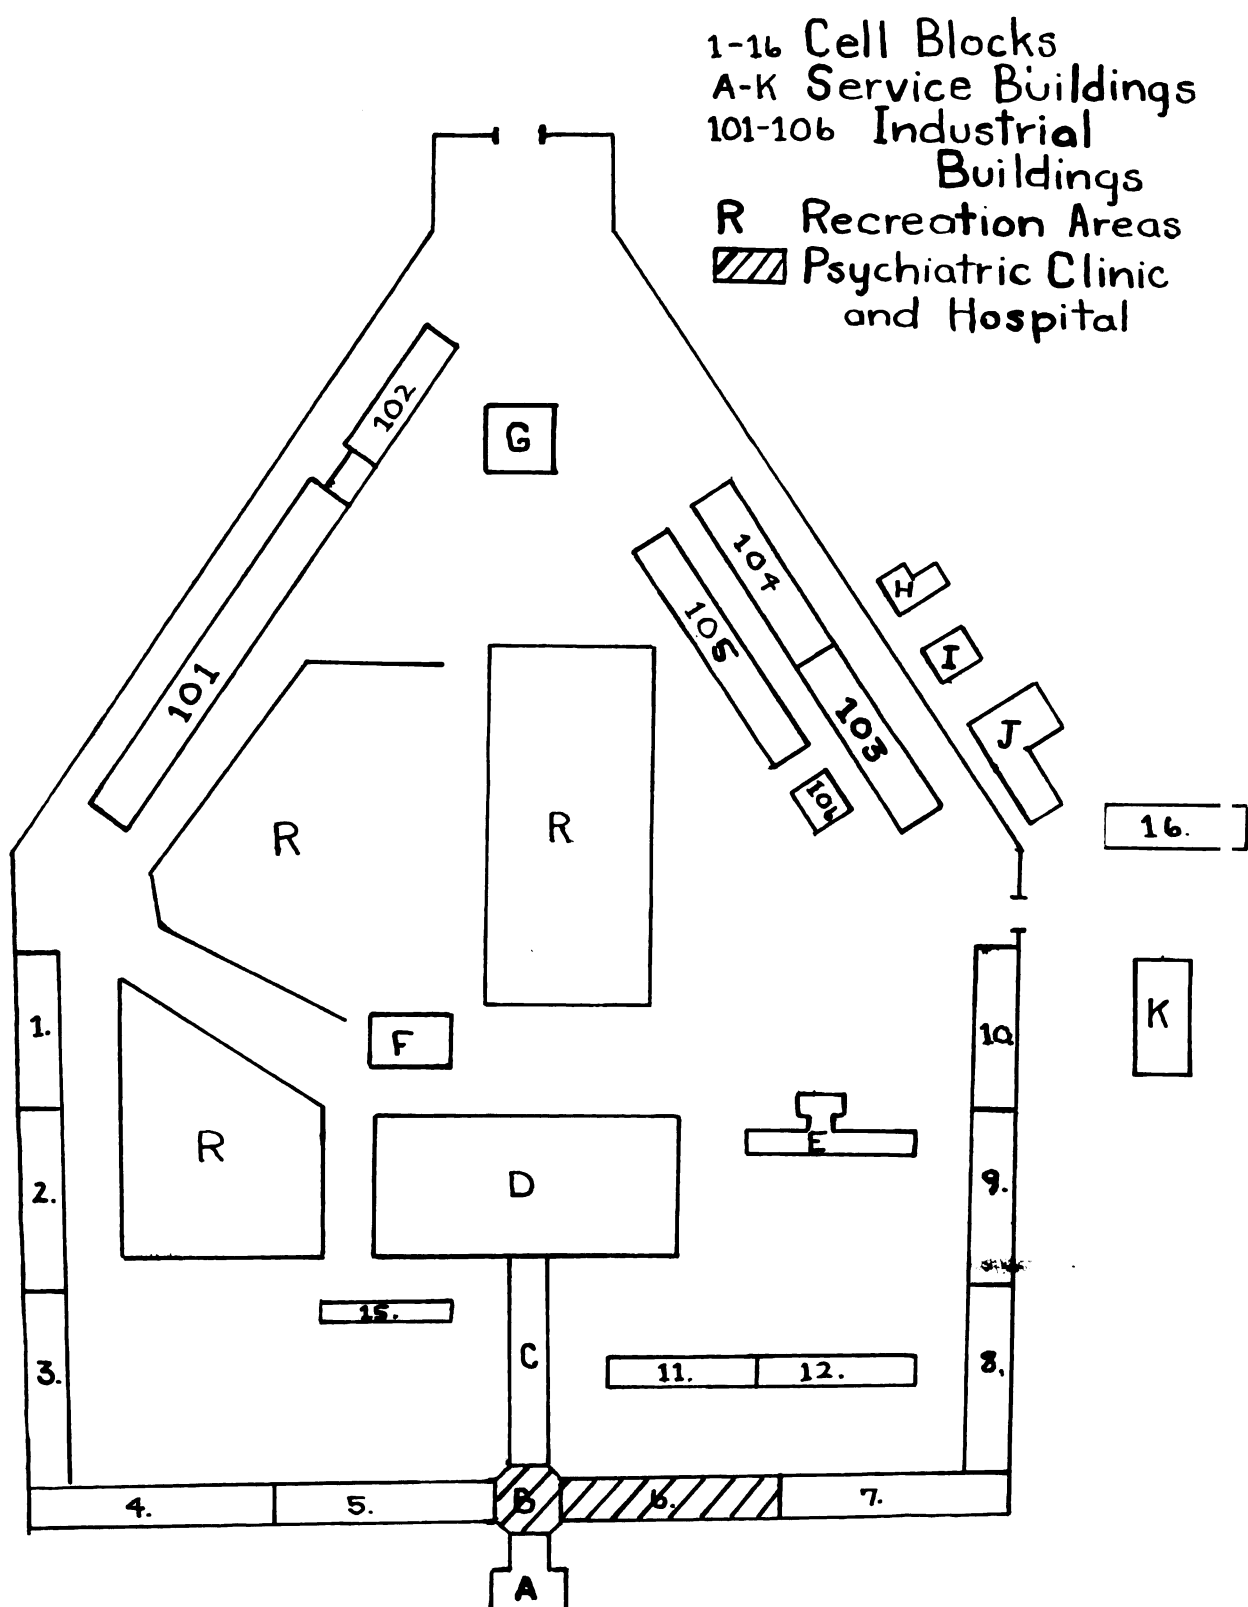 1-16 Cell Blocks
A-K Service Buildings
101-106 Industrial
Buildings
R Recreation Areas
Psychiatric Clinic
and Hospital
102
G
104
105
H
I
101
103
J
106
16.
R
R
1.
F
10.
K
E
2.
R
D
9.
15.
C
3.
11.
12.
8.
4.
5.
B
6.
7.
A